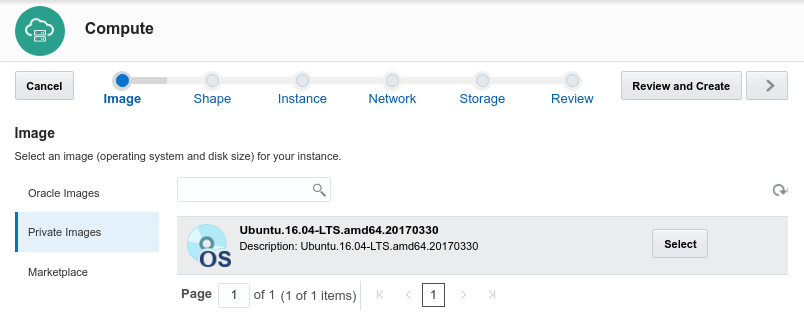 Compute
Cancel
Image
Shape
Instance
Network
Storage
Review
Review and Create
Image
Select an image (operating system and disk size) for your instance.
Oracle Images
Private Images
Marketplace
OS
Ubuntu.16.04-LTS.amd64.20170330
Description: Ubuntu.16.04-LTS.amd64.20170330
Select
Page 1 of 1 (1 of 1 items) 1